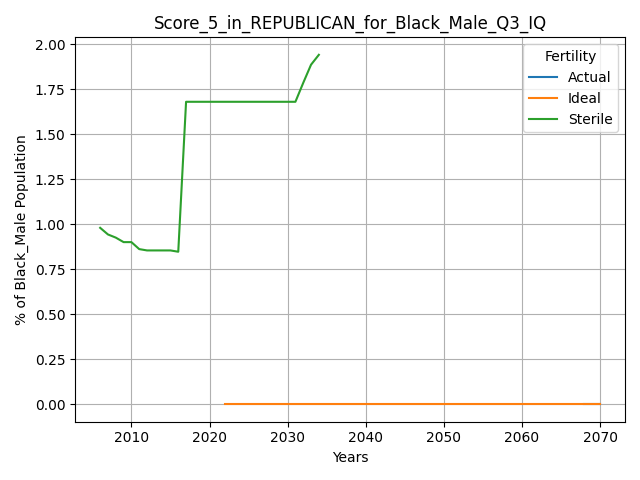 Score_5_in_REPUBLICAN_for_Black_Male_Q3_IQ
% of Black_Male Population
2.00
1.75
1.50
1.25
1.00
0.75
0.50
0.25
0.00
Fertility
Actual
Ideal
Sterile
2010 2020 2030 2040 2050 2060 2070
Years